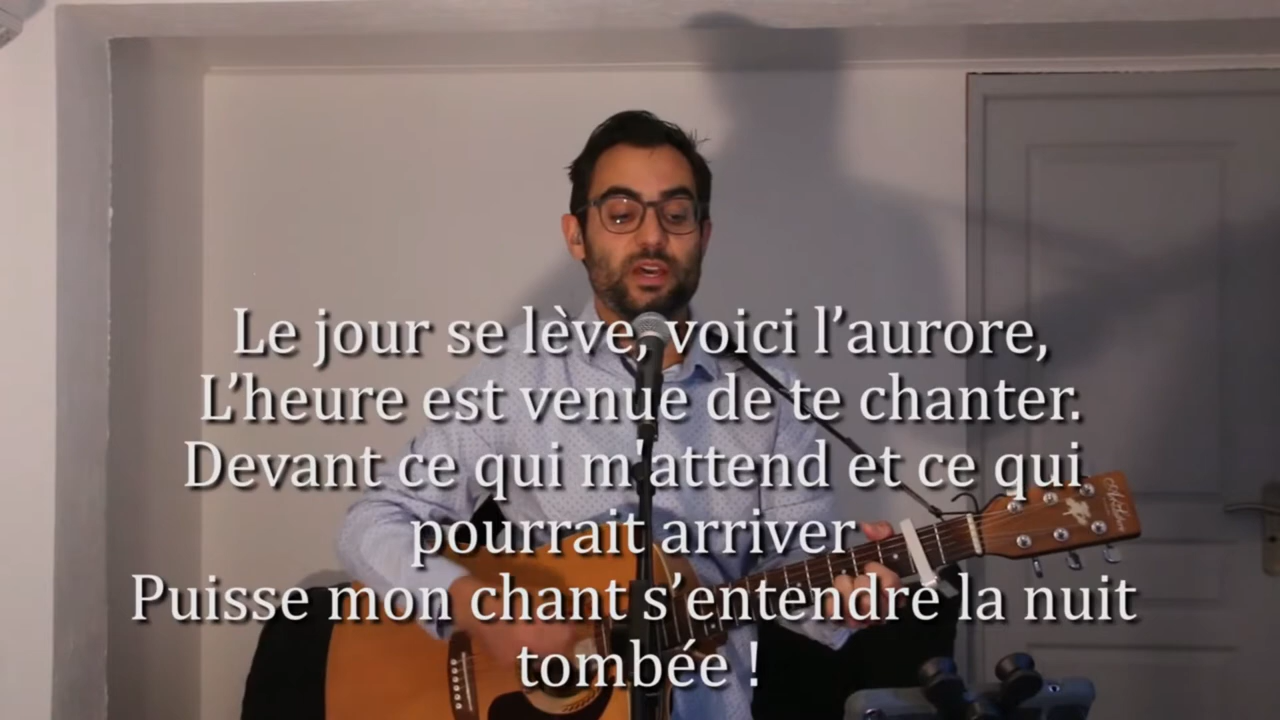 Le jour se lève, voici l’aurore,
L’heure est venue de te chanter.
Devant ce qui m'attend et ce qui
pourrait arriver
Puisse mon chant s’entendre la nuit
tombée !